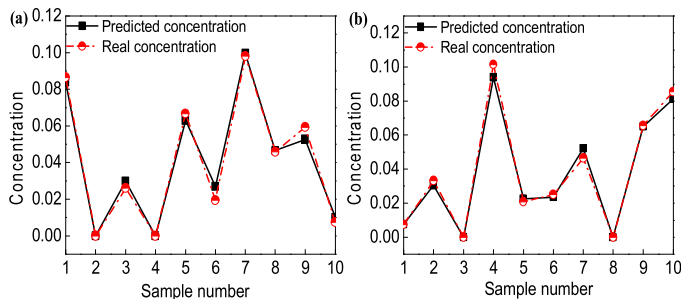 (a)
Predicted concentration
Real concentration
0.12
0.10
0.08
0.06
0.04
0.02
0.00
Concentration
1 2 3 4 5 6 7 8 9 10
Sample number
(b)
Predicted concentration
Real concentration
0.12
0.10
0.08
0.06
0.04
0.02
0.00
Concentration
1 2 3 4 5 6 7 8 9 10
Sample number